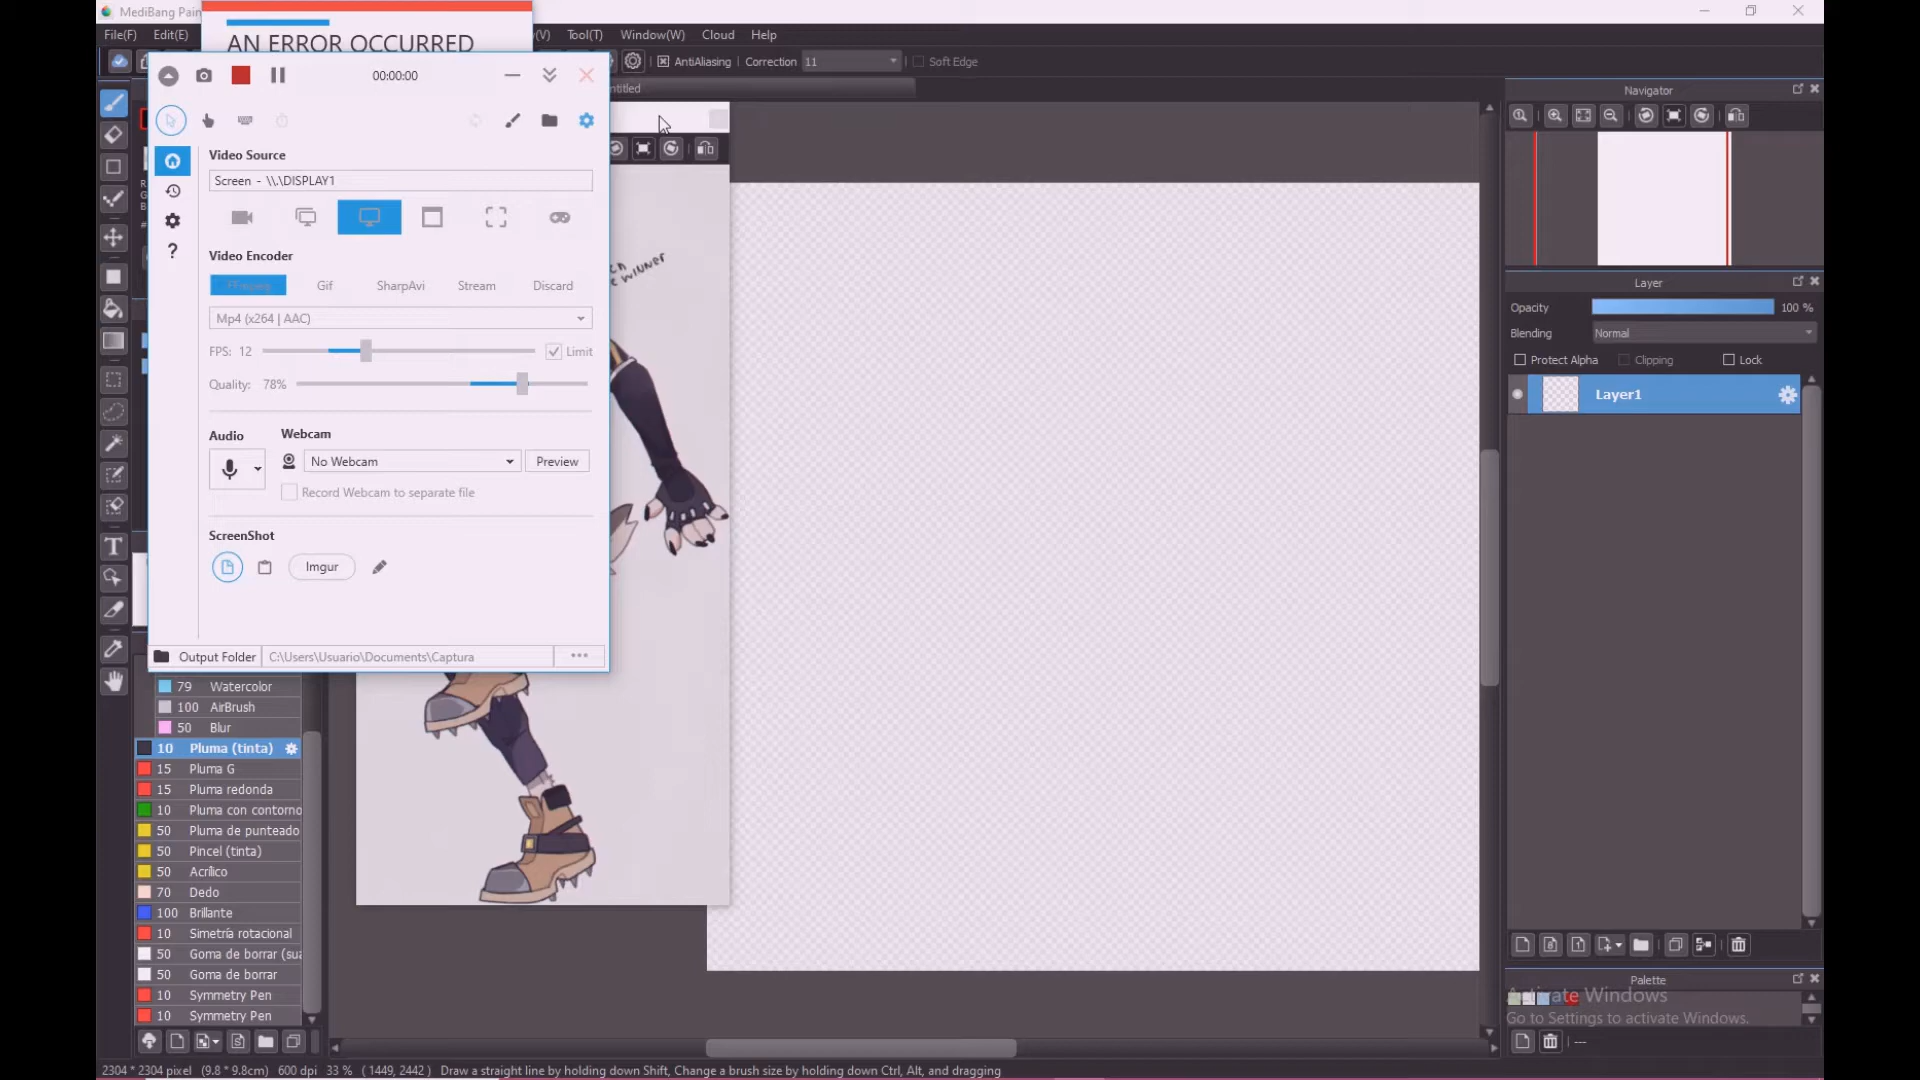 MediBang Pain
File(F) Edit(E) (V) Tool(T) Window(W) Cloud Help
AN ERROR OCCURRED
AntiAliasing Correction 11 Soft Edge
00:00:00
ntitled
Navigator
Video Source
Screen - \\.\DISPLAY1
Video Encoder
FFmpeg Gif SharpAvi Stream Discard
Mp4 (x264 | AAC)
FPS: 12 Limit
Quality: 78%
Audio Webcam
No Webcam Preview
Record Webcam to separate file
ScreenShot
Imgur
Output Folder C:\Users\Usuario\Documents\Captura ...
WINNER
Layer
Opacity 100 %
Blending Normal
Protect Alpha Clipping Lock
Layer1
79 Watercolor
100 AirBrush
50 Blur
10 Pluma (tinta)
15 Pluma G
15 Pluma redonda
10 Pluma con contorno
50 Pluma de punteado
50 Pincel (tinta)
50 Acrílico
70 Dedo
100 Brillante
10 Simetría rotacional
50 Goma de borrar (sua
50 Goma de borrar
10 Symmetry Pen
10 Symmetry Pen
Palette
Activate Windows
Go to Settings to activate Windows.
---
2304 * 2304 pixel (9.8 * 9.8cm) 600 dpi 33 % ( 1449, 2442 ) Draw a straight line by holding down Shift, Change a brush size by holding down Ctrl, Alt, and dragging